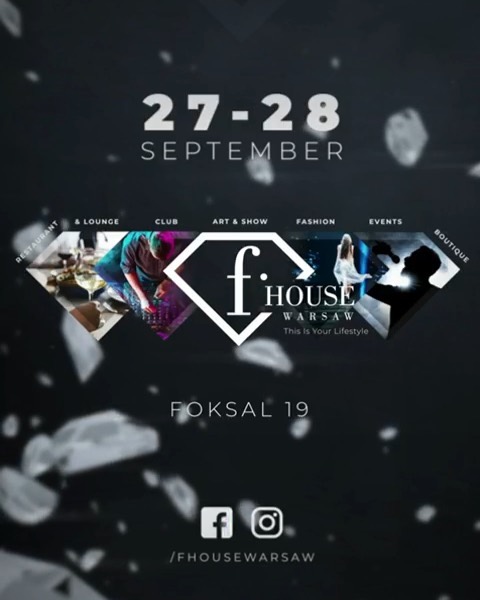 27-28
SEPTEMBER
RESTAURANT & LOUNGE CLUB ART & SHOW FASHION EVENTS BOUTIQUE
f.
HOUSE
WARSAW
This Is Your Lifestyle
FOKSAL 19
/FHOUSEWARSAW